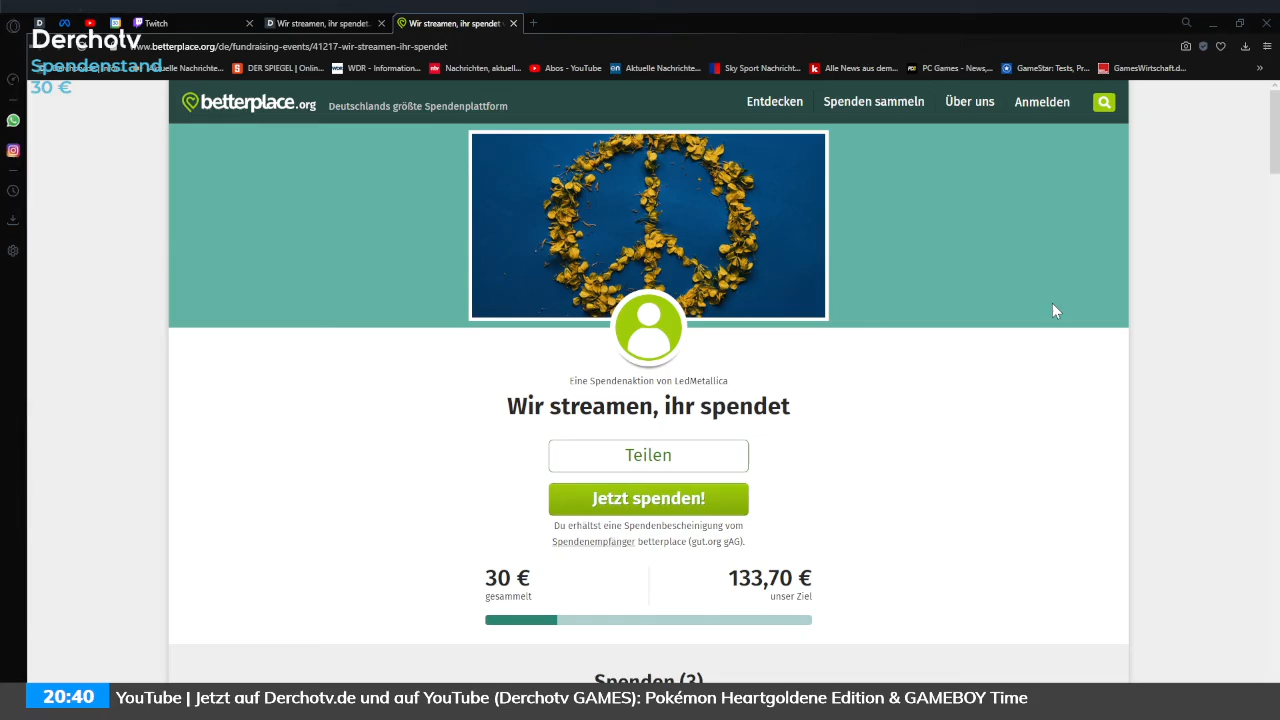 Twitch
Wir streamen, ihr spendet.
Wir streamen, ihr spendet
Derchotv
www.betterplace.org/de/fundraising-events/41217-wir-streamen-ihr-spendet
Spendenstand
30 €
Aktuelle Nachrichte...
DER SPIEGEL | Onlin...
WDR - Information...
Nachrichten, aktuell...
Abos - YouTube
Aktuelle Nachrichte...
Sky Sport Nachricht...
Alle News aus dem...
PC Games - News,...
GameStar: Tests, Pr...
GamesWirtschaft.d...
betterplace.org
Deutschlands größte Spendenplattform
Entdecken
Spenden sammeln
Über uns
Anmelden
Eine Spendenaktion von LedMetallica
Wir streamen, ihr spendet
Teilen
Jetzt spenden!
Du erhältst eine Spendenbescheinigung vom
Spendenempfänger betterplace (gut.org gAG).
30 €
gesammelt
133,70 €
unser Ziel
20:40
YouTube | Jetzt auf Derchotv.de und auf YouTube (Derchotv GAMES): Pokémon Heartgoldene Edition & GAMEBOY Time